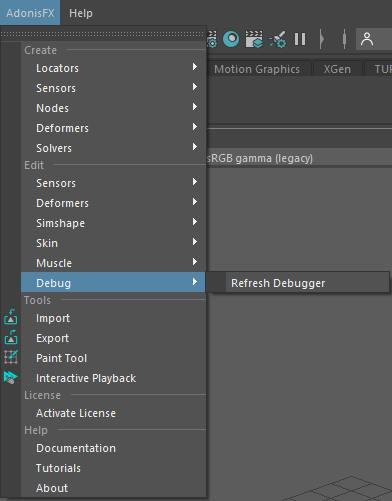 AdonisFX Help
Create
Locators
Sensors
Nodes
Deformers
Solvers
Edit
Sensors
Deformers
Simshape
Skin
Muscle
Debug
Refresh Debugger
Tools
Import
Export
Paint Tool
Interactive Playback
License
Activate License
Help
Documentation
Tutorials
About
Motion Graphics XGen TUR
sRGB gamma (legacy)